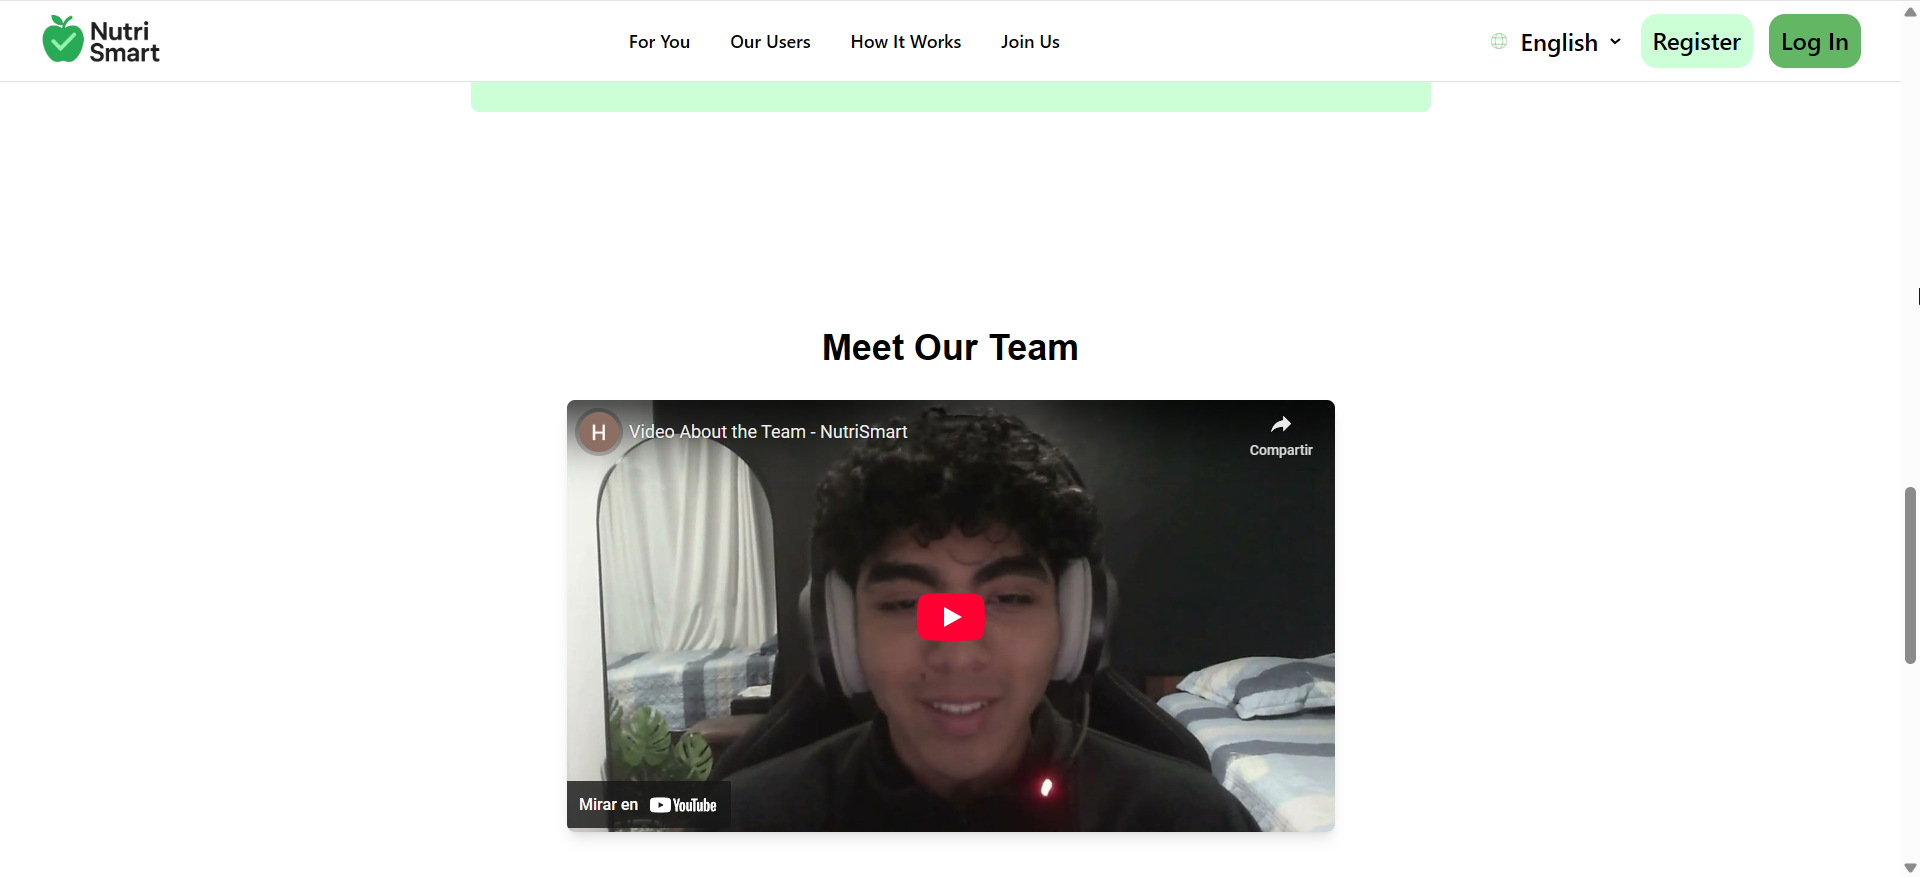 Nutri
Smart
For You
Our Users
How It Works
Join Us
English
Register
Log In
Meet Our Team
H
Video About the Team - NutriSmart
Compartir
Mirar en YouTube